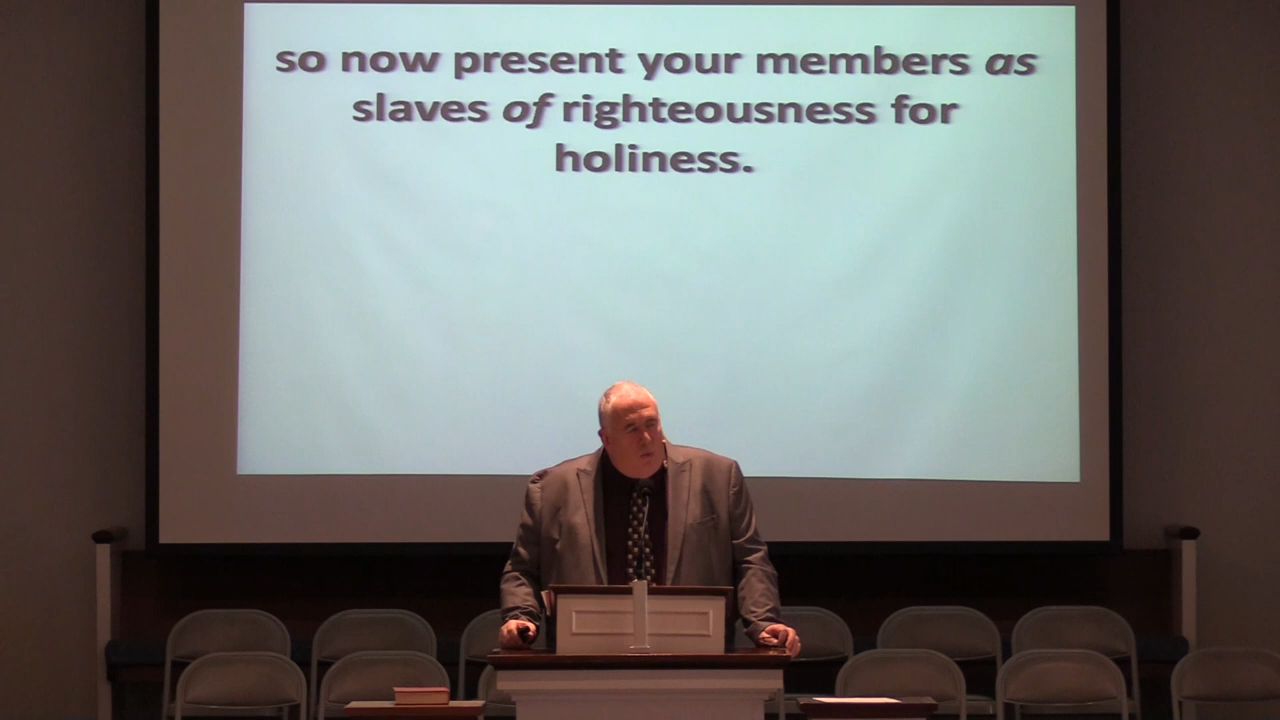 so now present your members as
slaves of righteousness for
holiness.